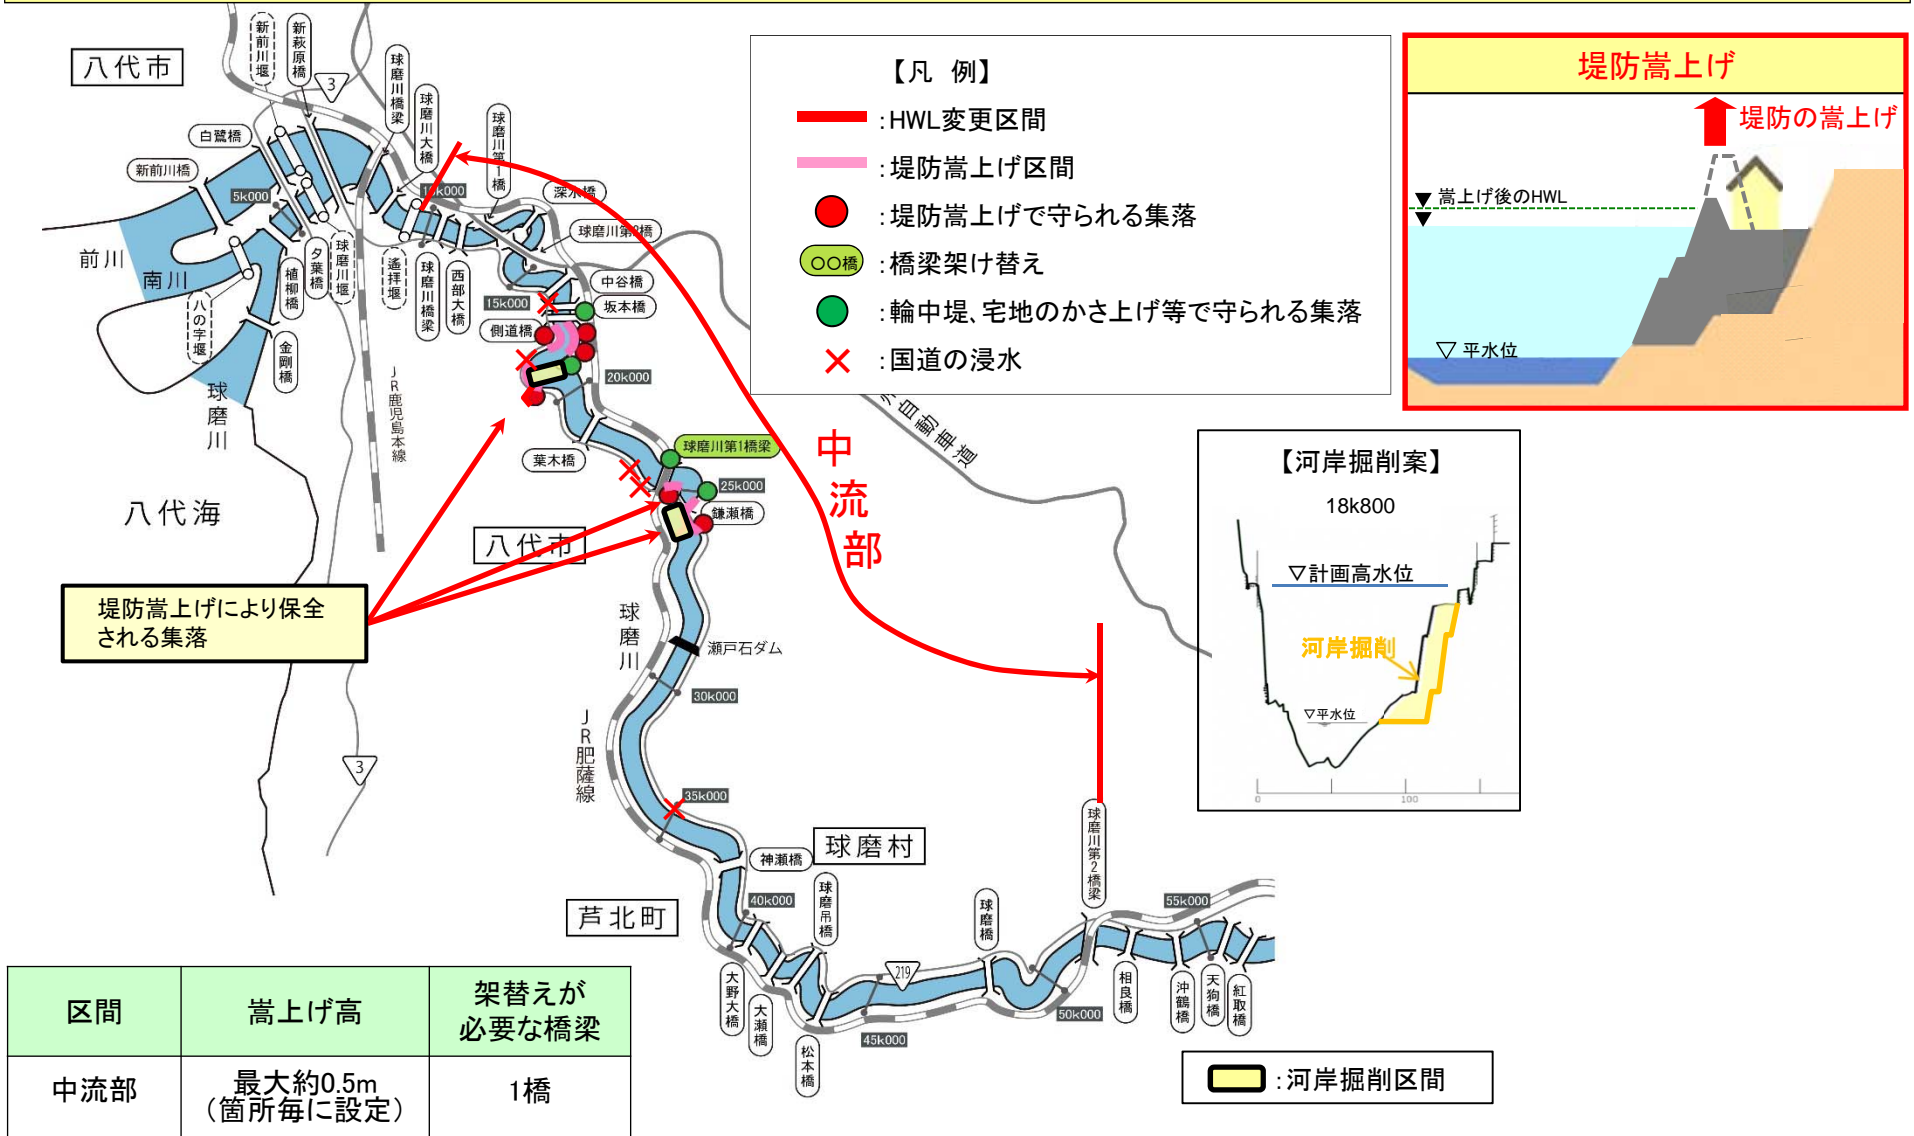 八代市
新前川堰
新萩原橋
3
球磨川橋梁
球磨川大橋
球磨川第1橋
白鷺橋
新前川橋
5k000
10k000
深水橋
球磨川第2橋
前川
南川
植柳橋
夕葉橋
球磨川堰
遙拝堰
球磨川橋梁
西部大橋
中谷橋
15k000
坂本橋
側道橋
八の字堰
金剛橋
球磨川
JR鹿児島本線
20k000
葉木橋
球磨川第1橋梁
25k000
鎌瀬橋
八代海
八代市
堤防嵩上げにより保全
される集落
球磨川
瀬戸石ダム
30k000
JR肥薩線
3
35k000
神瀬橋
球磨村
芦北町
40k000
球磨吊橋
球磨橋
球磨川第2橋梁
55k000
219
大野大橋
大瀬橋
松本橋
45k000
50k000
相良橋
沖鶴橋
天狗橋
紅取橋
中流部
自動車道
【凡 例】
:HWL変更区間
:堤防嵩上げ区間
:堤防嵩上げで守られる集落
○○橋 :橋梁架け替え
:輪中堤、宅地のかさ上げ等で守られる集落
:国道の浸水
堤防嵩上げ
堤防の嵩上げ
▼ 嵩上げ後のHWL
▼
▽ 平水位
【河岸掘削案】
18k800
▽計画高水位
河岸掘削
▽平水位
0
100
:河岸掘削区間
区間 嵩上げ高 架替えが
必要な橋梁
中流部 最大約0.5m
(箇所毎に設定) 1橋